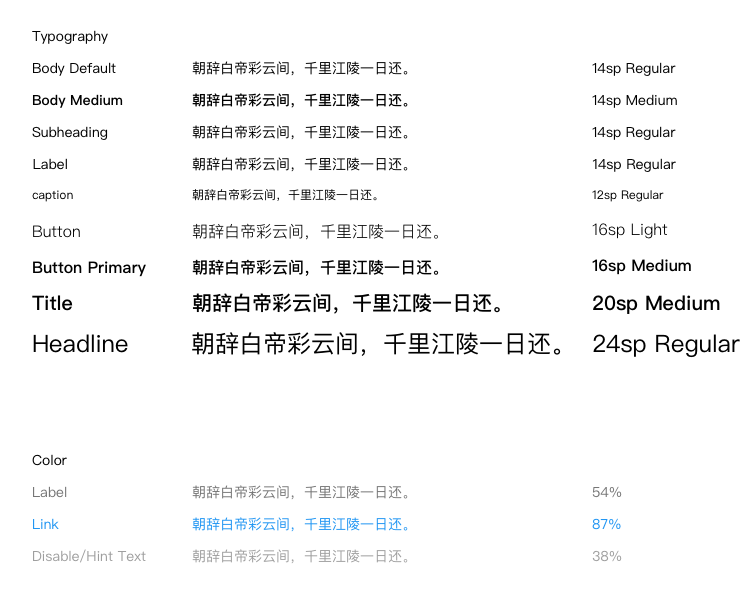 Typography
Body Default 朝辞白帝彩云间，千里江陵一日还。 14sp Regular
Body Medium 朝辞白帝彩云间，千里江陵一日还。 14sp Medium
Subheading 朝辞白帝彩云间，千里江陵一日还。 14sp Regular
Label 朝辞白帝彩云间，千里江陵一日还。 14sp Regular
caption 朝辞白帝彩云间，千里江陵一日还。 12sp Regular
Button 朝辞白帝彩云间，千里江陵一日还。 16sp Light
Button Primary 朝辞白帝彩云间，千里江陵一日还。 16sp Medium
Title 朝辞白帝彩云间，千里江陵一日还。 20sp Medium
Headline 朝辞白帝彩云间，千里江陵一日还。 24sp Regular
Color
Label 朝辞白帝彩云间，千里江陵一日还。 54%
Link 朝辞白帝彩云间，千里江陵一日还。 87%
Disable/Hint Text 朝辞白帝彩云间，千里江陵一日还。 38%